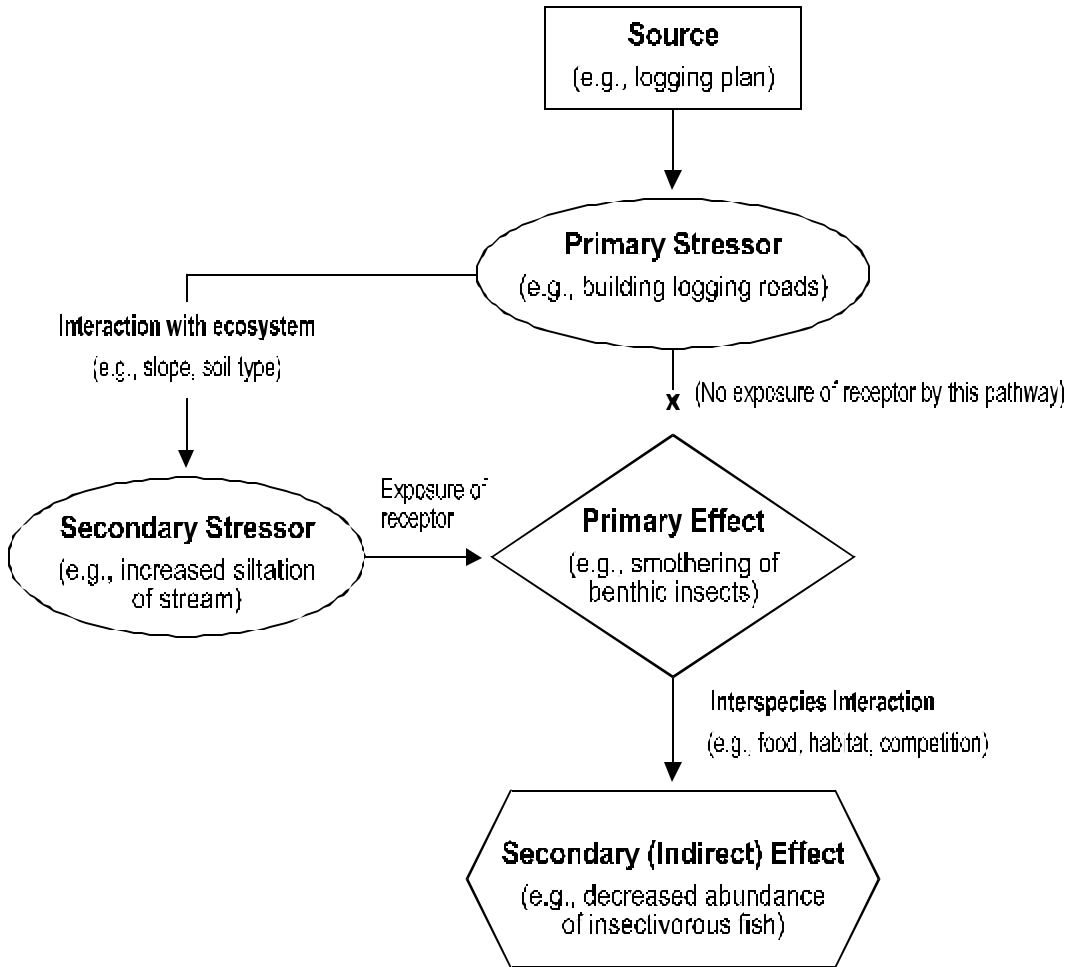 Source
(e.g., logging plan)
Primary Stressor
(e.g., building logging roads)
Interaction with ecosystem
(e.g., slope, soil type)
x
(No exposure of receptor by this pathway)
Secondary Stressor
(e.g., increased siltation
of stream)
Exposure of
receptor
Primary Effect
(e.g., smothering of
benthic insects)
Interspecies Interaction
(e.g., food, habitat, competition)
Secondary (Indirect) Effect
(e.g., decreased abundance
of insectivorous fish)